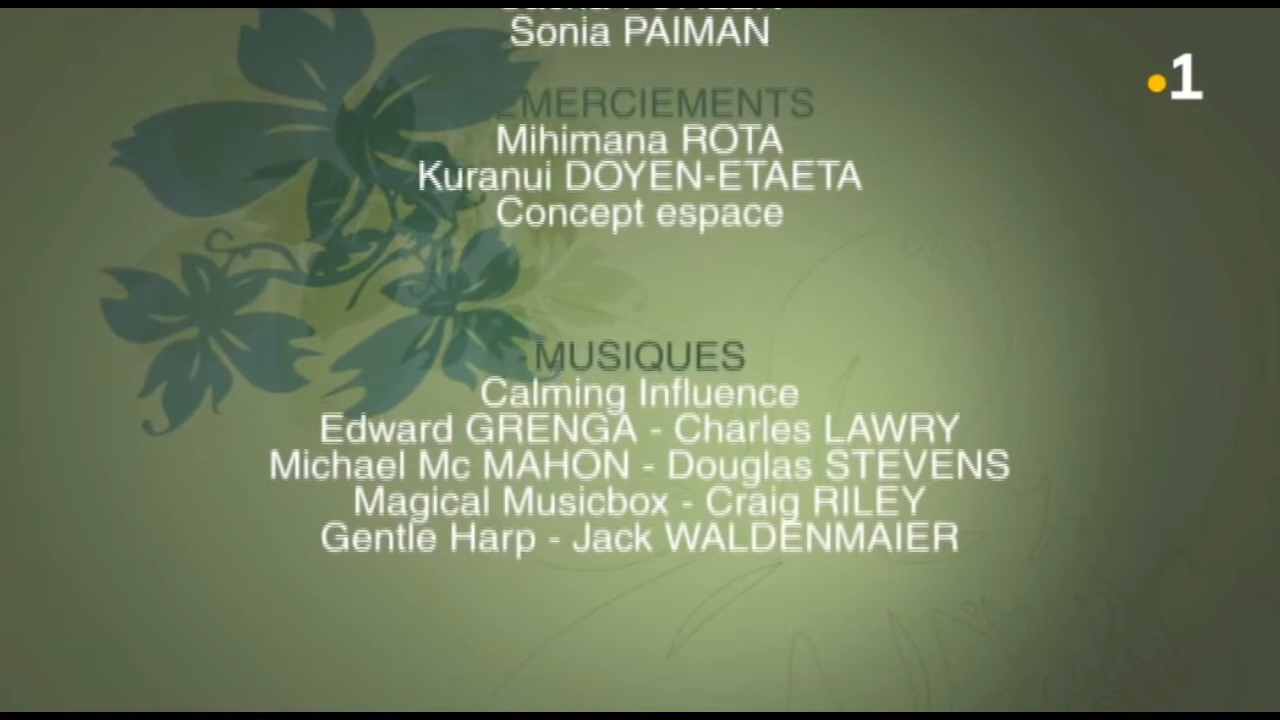 Sonia PAIMAN
REMERCIEMENTS
Mihimana ROTA
Kuranui DOYEN-ETAETA
Concept espace
MUSIQUES
Calming Influence
Edward GRENGA - Charles LAWRY
Michael Mc MAHON - Douglas STEVENS
Magical Musicbox - Craig RILEY
Gentle Harp - Jack WALDENMAIER
1